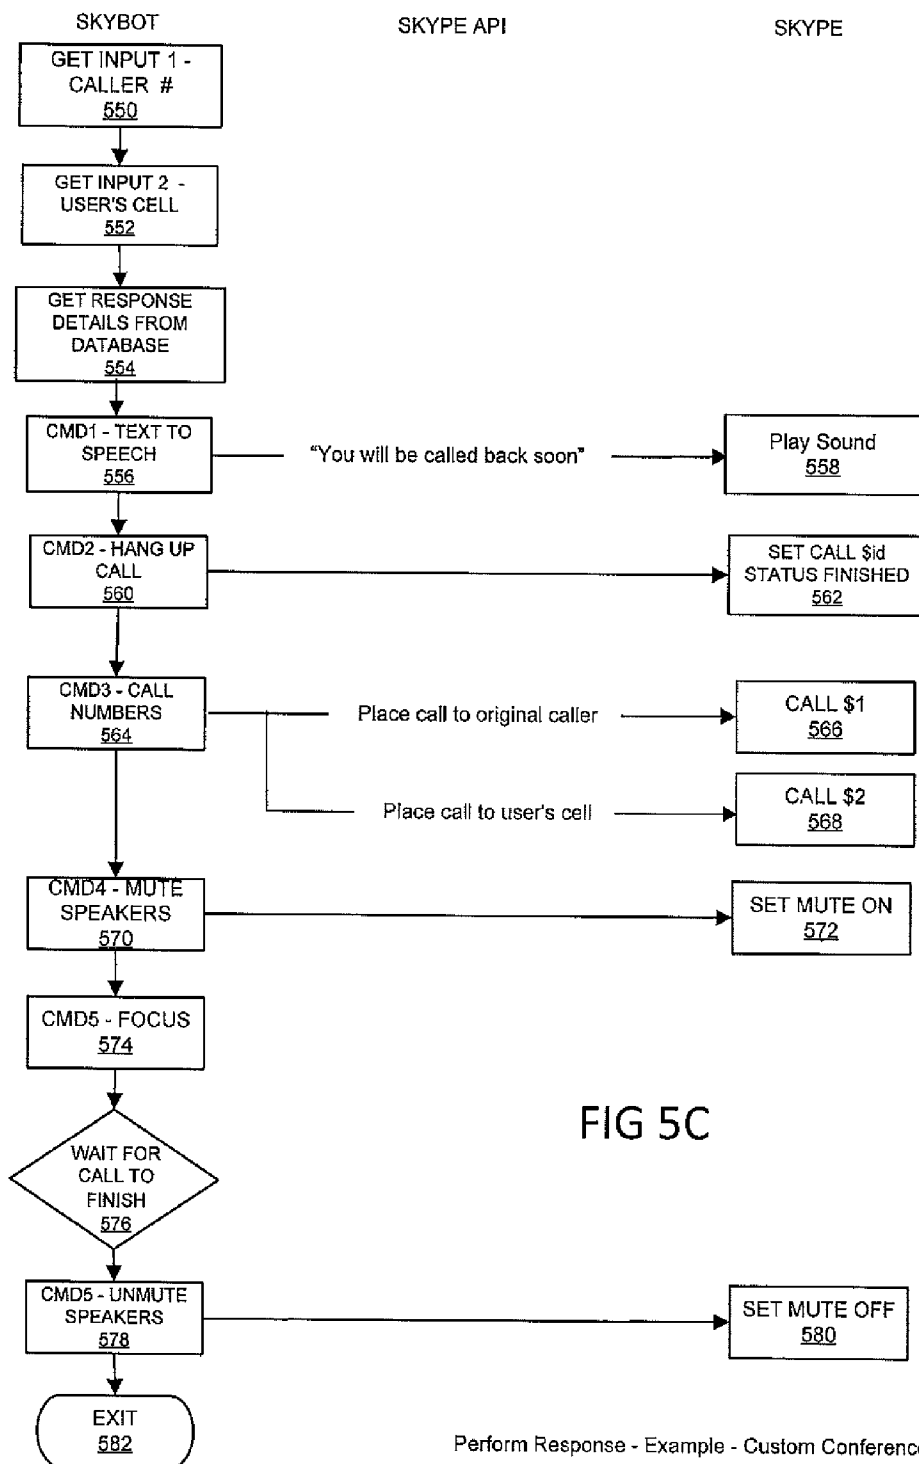 SKYBOT
SKYPE API
SKYPE
GET INPUT 1 -
CALLER #
550
GET INPUT 2 -
USER'S CELL
552
GET RESPONSE
DETAILS FROM
DATABASE
554
CMD1 - TEXT TO
SPEECH
556
"You will be called back soon"
Play Sound
558
CMD2 - HANG UP
CALL
560
SET CALL $id
STATUS FINISHED
562
CMD3 - CALL
NUMBERS
564
Place call to original caller
CALL $1
566
Place call to user's cell
CALL $2
568
CMD4 - MUTE
SPEAKERS
570
SET MUTE ON
572
CMD5 - FOCUS
574
FIG 5C
WAIT FOR
CALL TO
FINISH
576
CMD5 - UNMUTE
SPEAKERS
578
SET MUTE OFF
580
EXIT
582
Perform Response - Example - Custom Conference